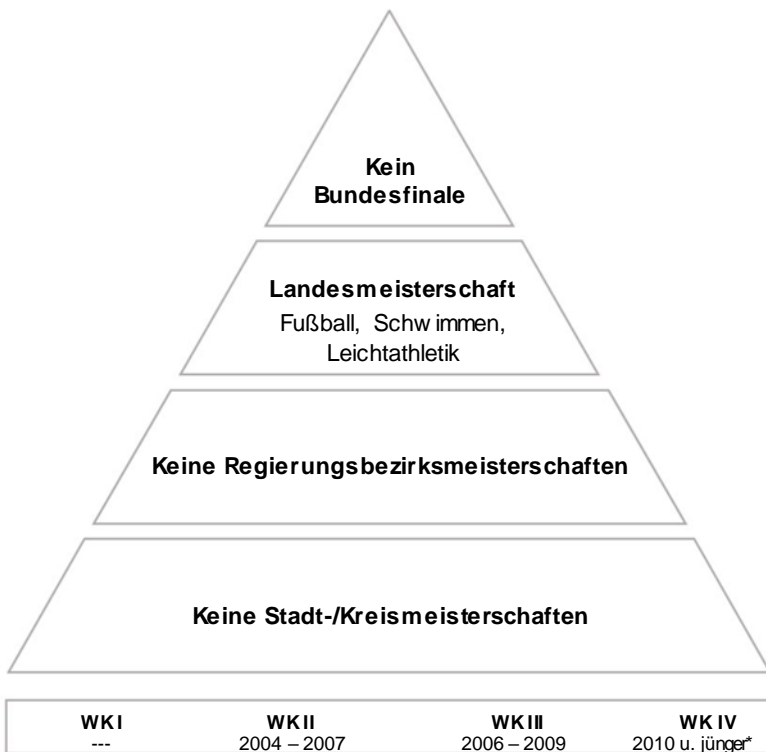 Kein
Bundesfinale
Landesmeisterschaft
Fußball, Schwimmen,
Leichtathletik
Keine Regierungsbezirksmeisterschaften
Keine Stadt-/Kreismeisterschaften
WK I WK II WK III WK IV
--- 2004 – 2007 2006 – 2009 2010 u. jünger*